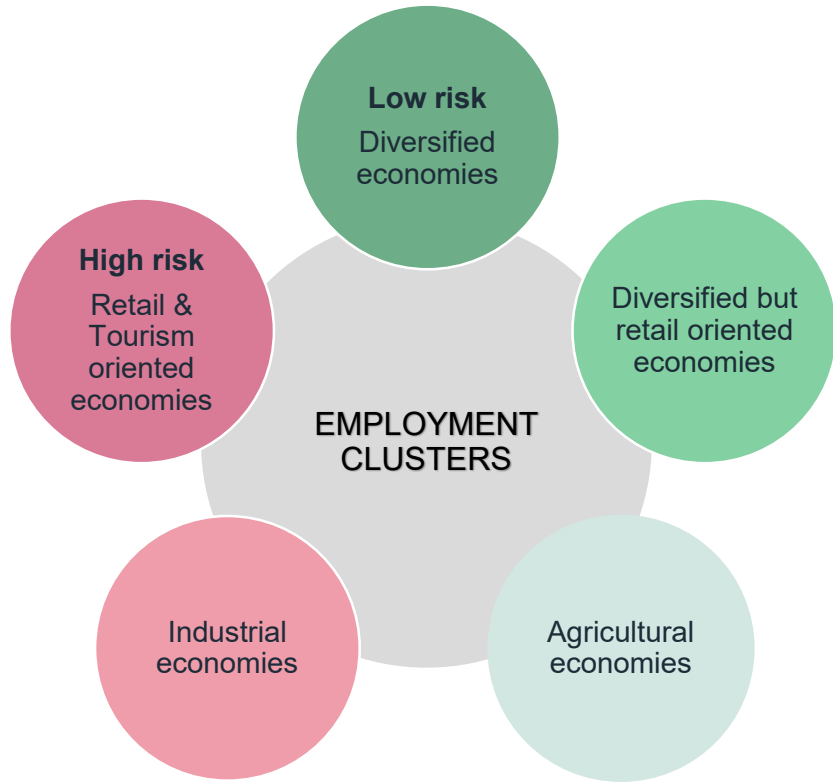 Low risk
Diversified
economies
Diversified but
retail oriented
economies
Agricultural
economies
Industrial
economies
High risk
Retail &
Tourism
oriented
economies
EMPLOYMENT
CLUSTERS